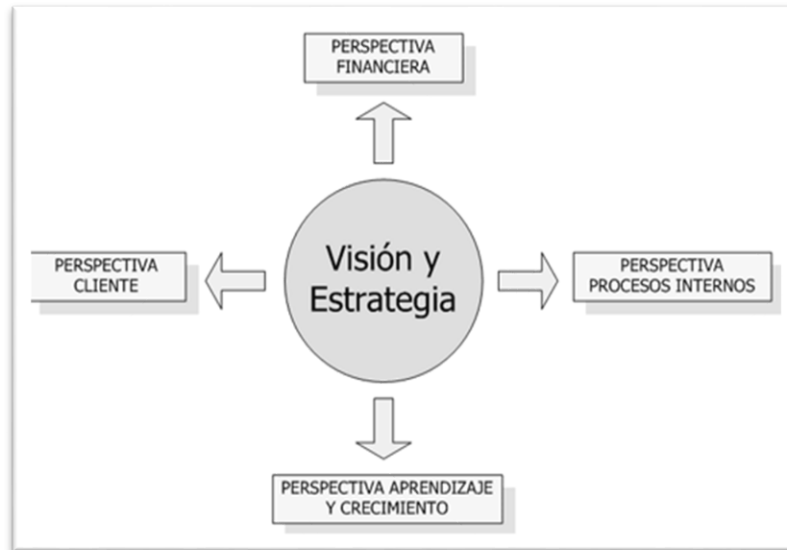 PERSPECTIVA
FINANCIERA
PERSPECTIVA
CLIENTE
Visión y
Estrategia
PERSPECTIVA
PROCESOS INTERNOS
PERSPECTIVA APRENDIZAJE
Y CRECIMIENTO